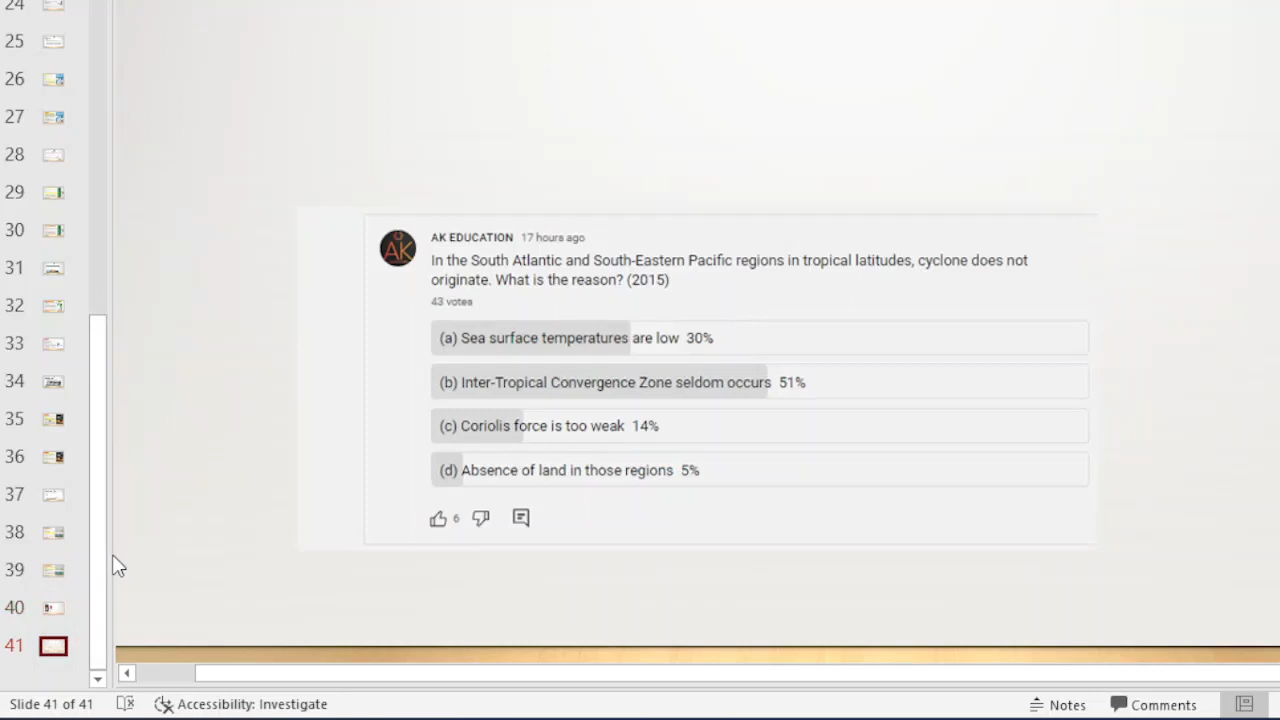 24
25
26
27
28
29
30
31
32
33
34
35
36
37
38
39
40
41
AK
AK EDUCATION 17 hours ago
In the South Atlantic and South-Eastern Pacific regions in tropical latitudes, cyclone does not
originate. What is the reason? (2015)
43 votes
(a) Sea surface temperatures are low 30%
(b) Inter-Tropical Convergence Zone seldom occurs 51%
(c) Coriolis force is too weak 14%
(d) Absence of land in those regions 5%
6
Slide 41 of 41 Accessibility: Investigate Notes Comments